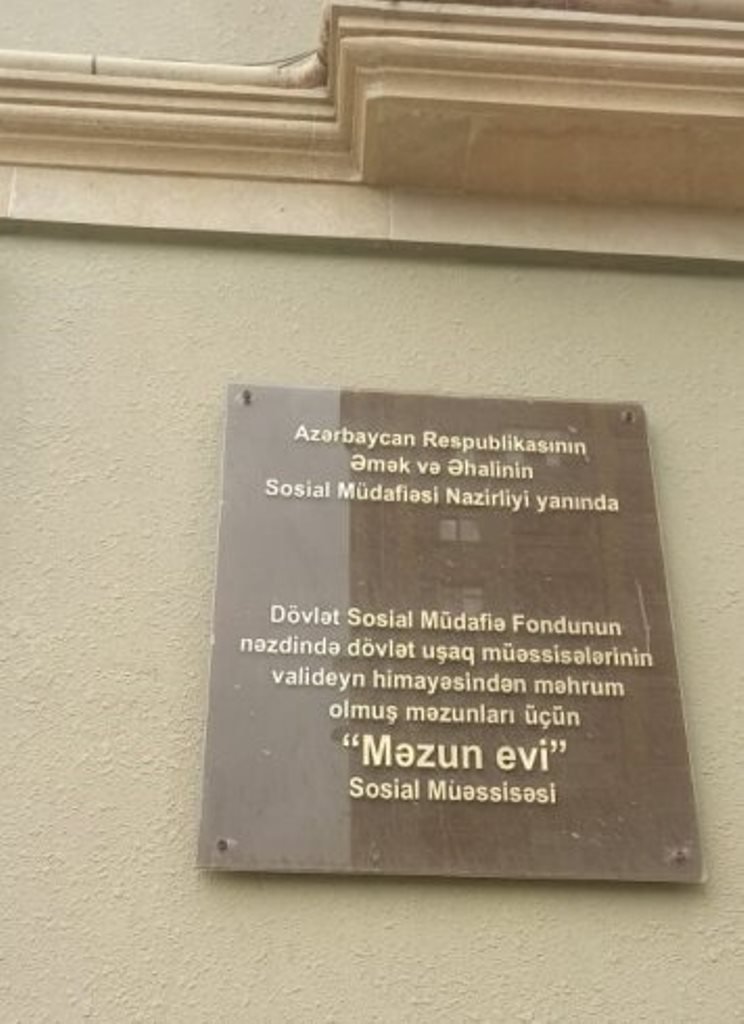 Azərbaycan Respublikasının
Əmək və Əhalinin
Sosial Müdafiəsi Nazirliyi yanında
Dövlət Sosial Müdafiə Fondunun
nəzdində dövlət uşaq müəssisələrinin
valideyn himayəsindən məhrum
olmuş məzunları üçün
“Məzun evi”
Sosial Müəssisəsi